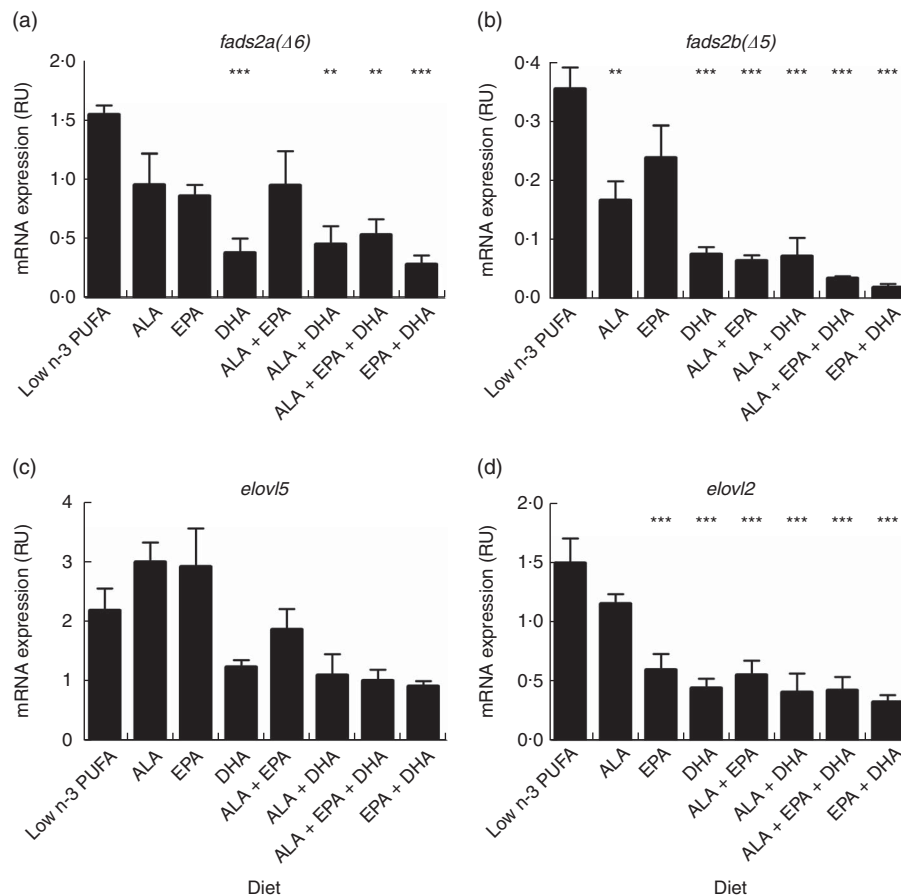 (a)
fads2a(Δ6)
*** ** ** ***
2·0
1·5
1·0
0·5
0·0
mRNA expression (RU)
Low n-3 PUFA
ALA
EPA
DHA
ALA + EPA
ALA + DHA
ALA + EPA + DHA
EPA + DHA
(b)
fads2b(Δ5)
** *** *** *** *** ***
0·4
0·3
0·2
0·1
0·0
mRNA expression (RU)
Low n-3 PUFA
ALA
EPA
DHA
ALA + EPA
ALA + DHA
ALA + EPA + DHA
EPA + DHA
(c)
elovl5
4
3
2
1
0
mRNA expression (RU)
Low n-3 PUFA
ALA
EPA
DHA
ALA + EPA
ALA + DHA
ALA + EPA + DHA
EPA + DHA
Diet
(d)
elovl2
*** *** *** *** *** ***
2·0
1·5
1·0
0·5
0·0
mRNA expression (RU)
Low n-3 PUFA
ALA
EPA
DHA
ALA + EPA
ALA + DHA
ALA + EPA + DHA
EPA + DHA
Diet